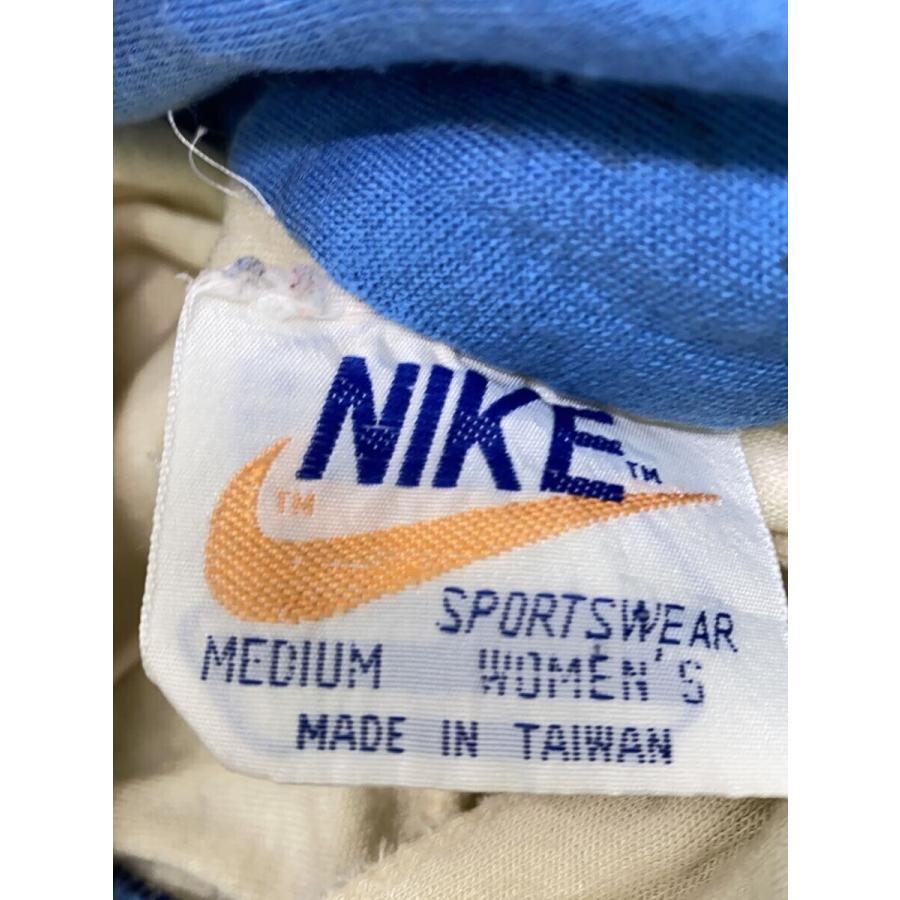 NIKE™
™
SPORTSWEAR
MEDIUM WOMEN'S
MADE IN TAIWAN